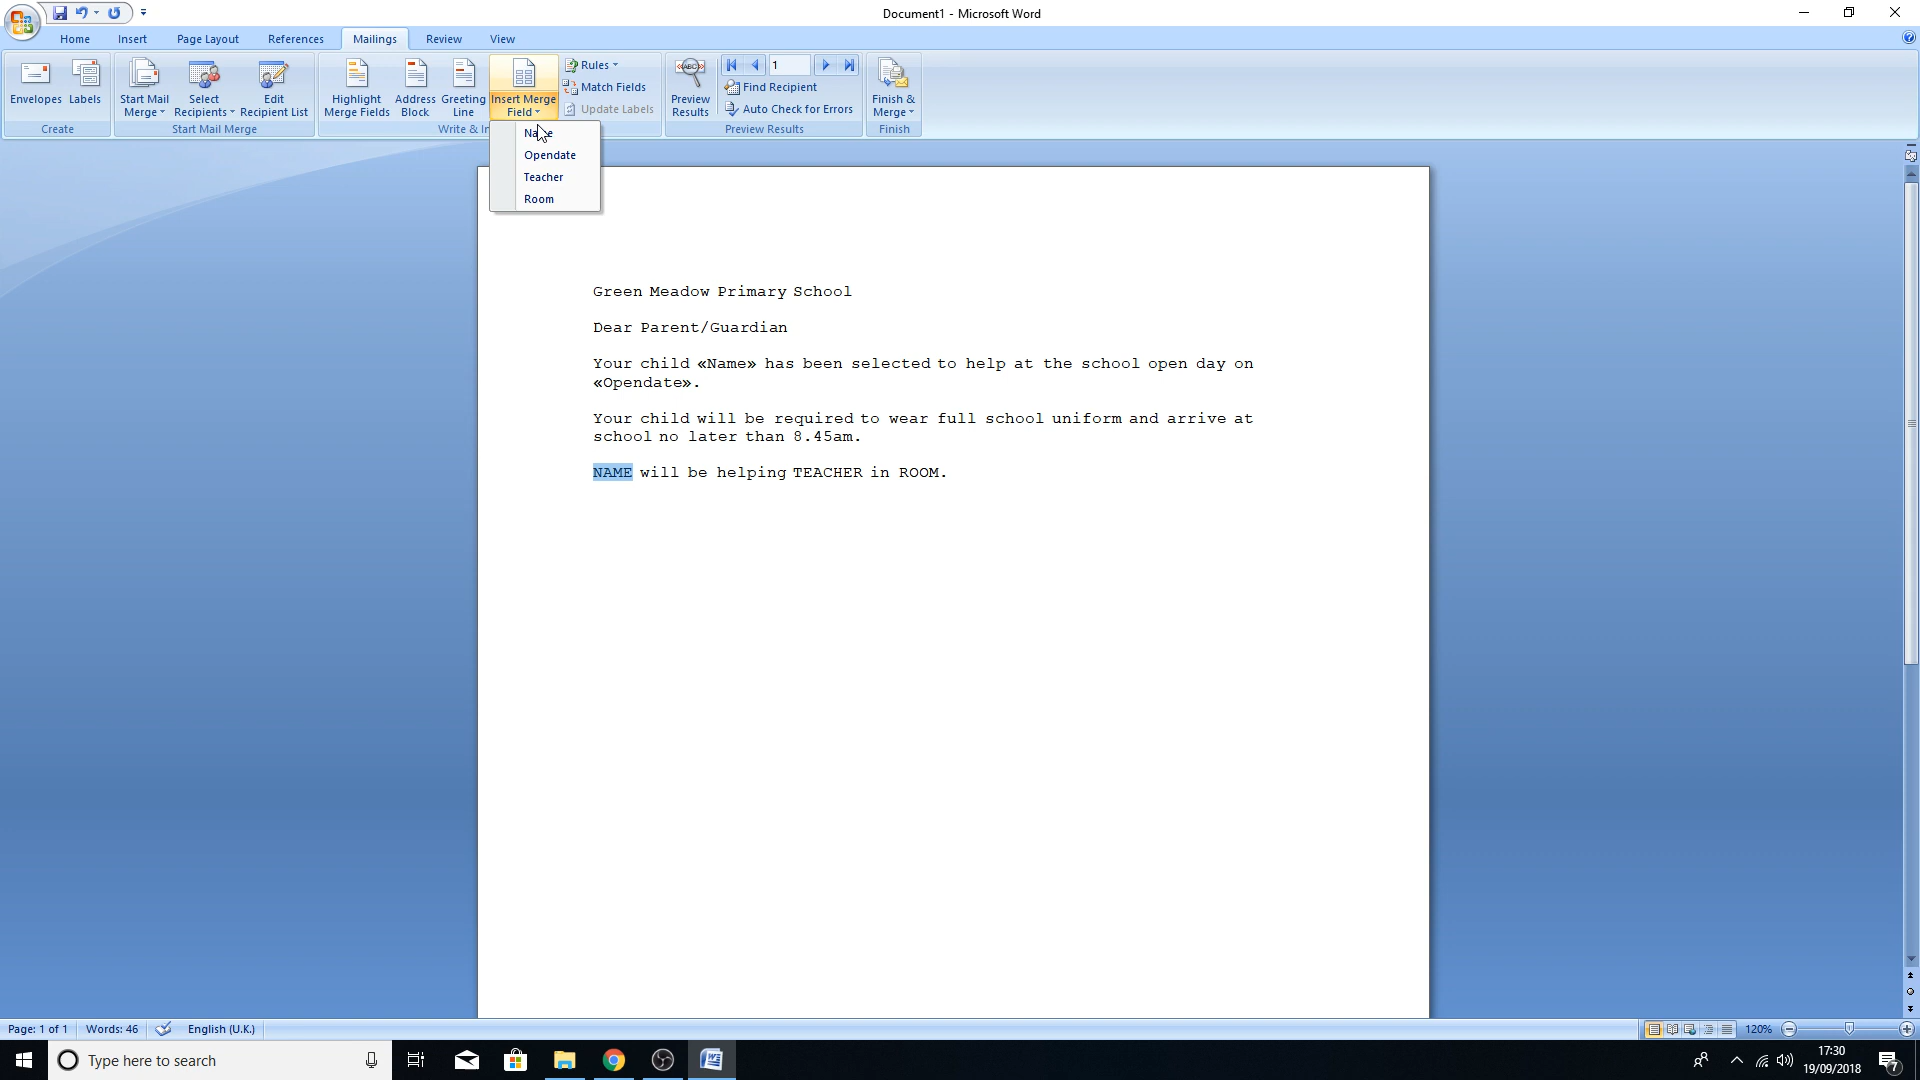 Document1 - Microsoft Word
Home Insert Page Layout References Mailings Review View
Envelopes Labels
Create
Start Mail Merge
Select Recipients
Edit Recipient List
Start Mail Merge
Highlight Merge Fields
Address Block
Greeting Line
Insert Merge Field
Rules
Match Fields
Update Labels
Write & In
Preview Results
1
Find Recipient
Auto Check for Errors
Preview Results
Finish & Merge
Finish
Opendate
Teacher
Room
Green Meadow Primary School
Dear Parent/Guardian
Your child «Name» has been selected to help at the school open day on
«Opendate».
Your child will be required to wear full school uniform and arrive at
school no later than 8.45am.
NAME will be helping TEACHER in ROOM.
Page: 1 of 1 Words: 46 English (U.K.) 120%
Type here to search
17:30
19/09/2018
7